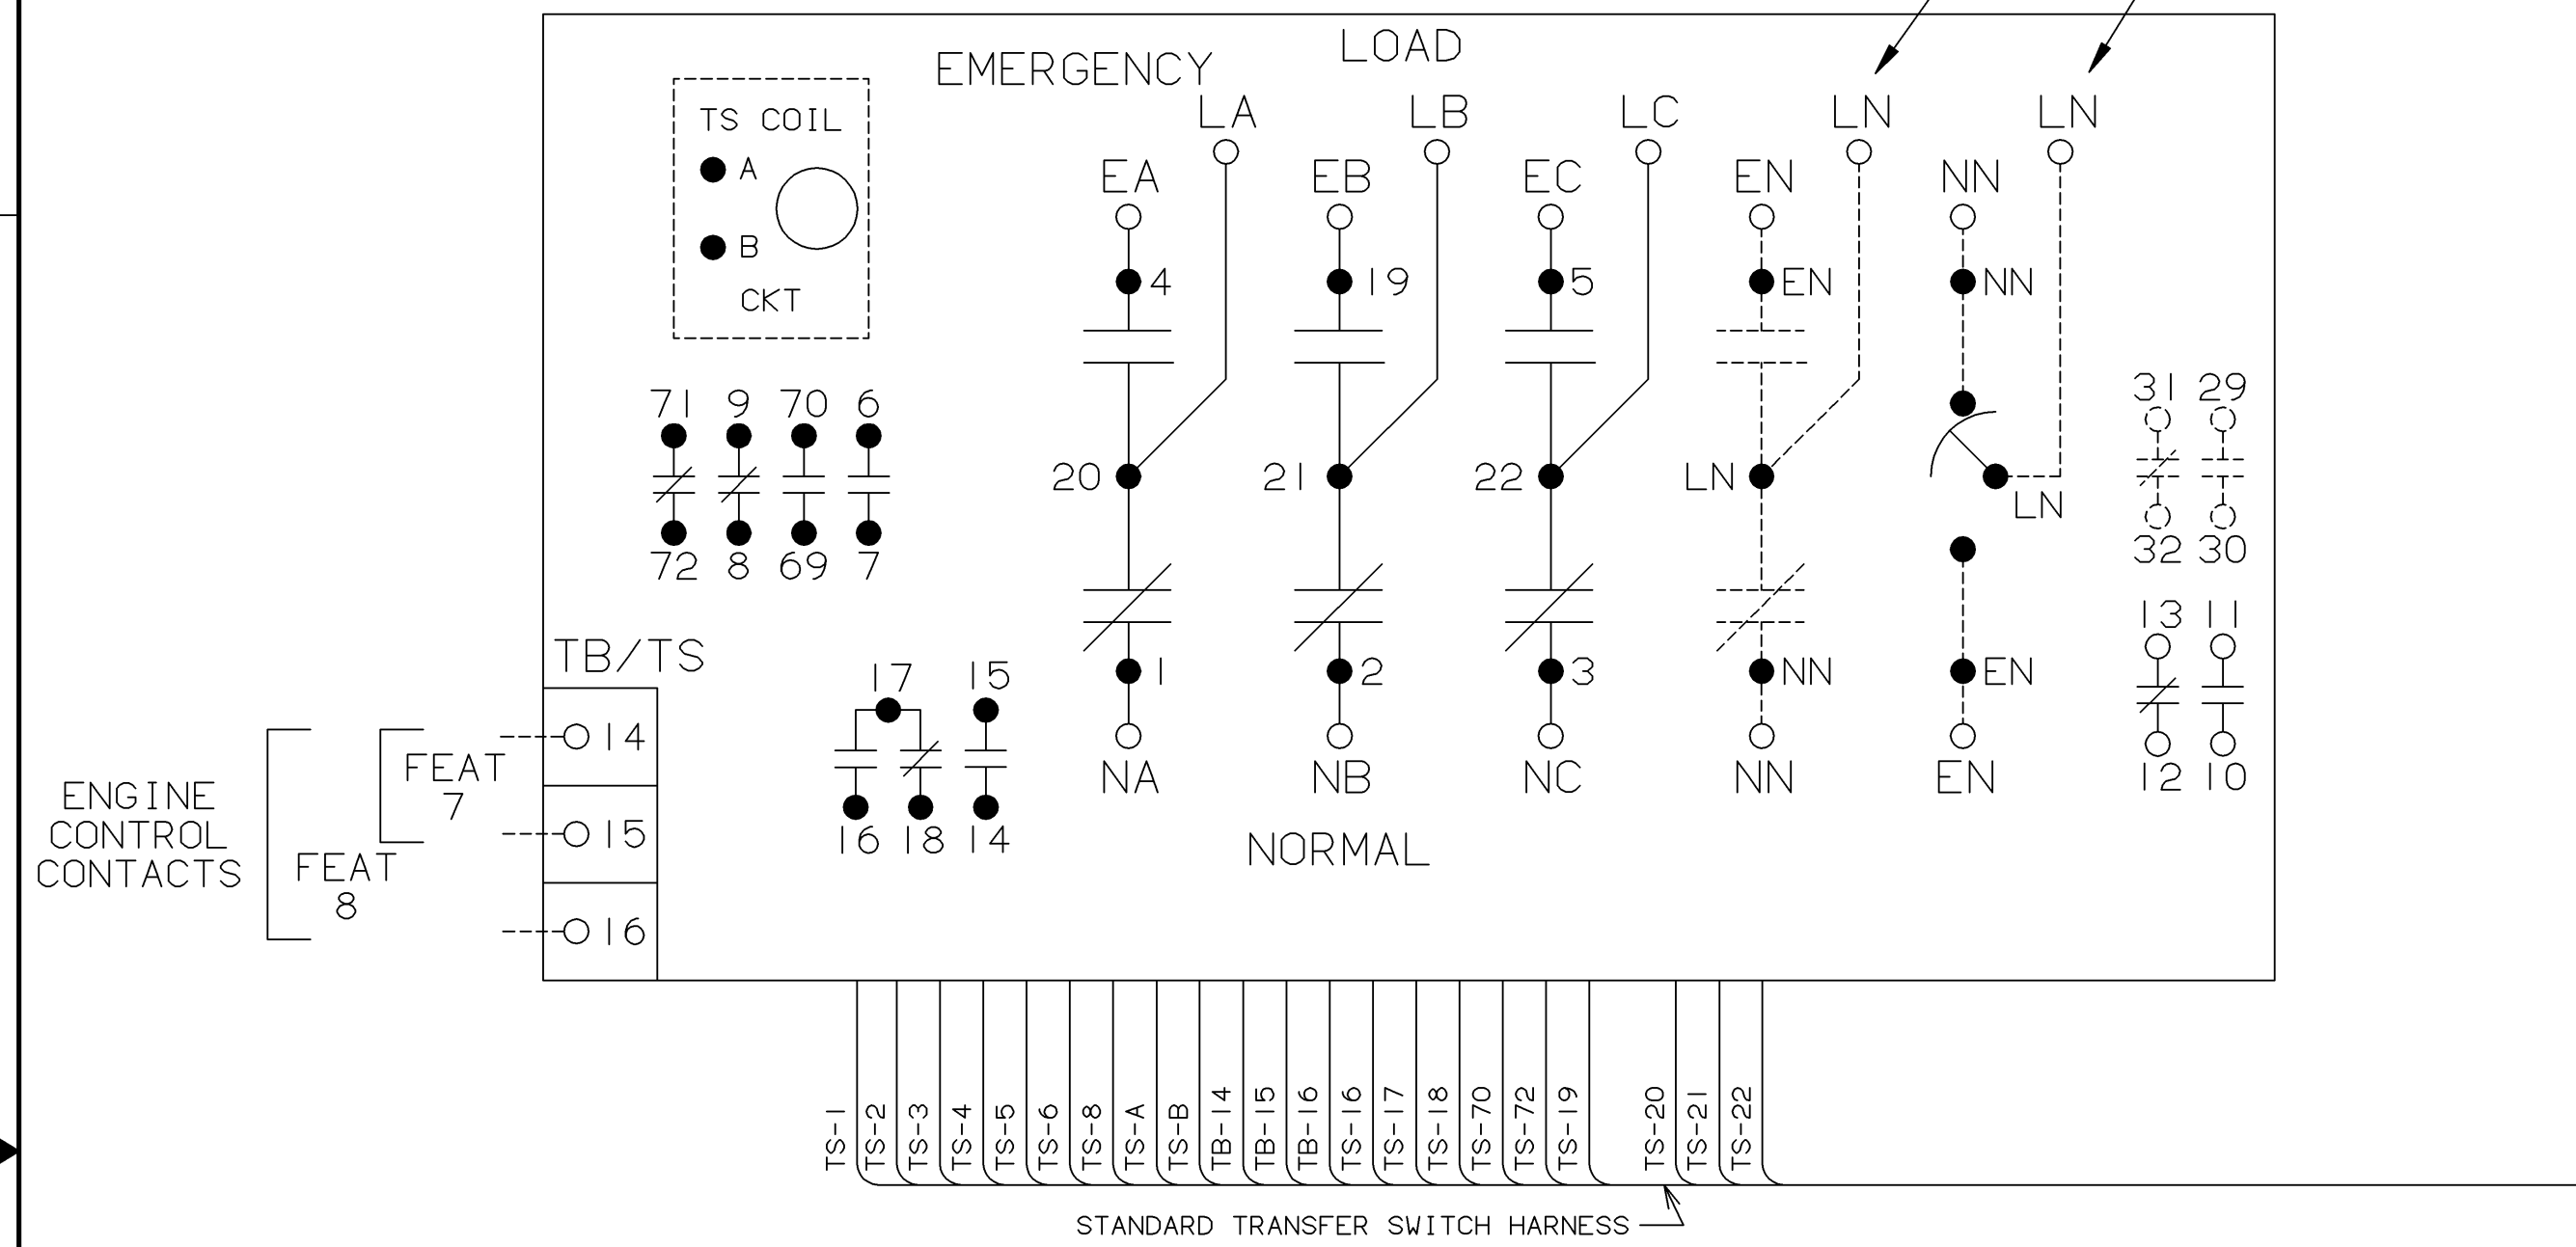 LOAD
EMERGENCY
TS COIL
A
B
CKT
LA LB LC LN LN
EA EB EC EN NN
4 19 5 EN NN
71 9 70 6
31 29
20 21 22 LN LN
72 8 69 7
32 30
13 11
TB/TS
17 15
1 2 3 NN EN
14
15
16
NA NB NC NN EN
12 10
16 18 14
NORMAL
ENGINE
CONTROL
CONTACTS
FEAT
7
FEAT
8
TS-1
TS-2
TS-3
TS-4
TS-5
TS-6
TS-8
TS-A
TS-B
TB-14
TB-15
TB-16
TS-16
TS-17
TS-18
TS-70
TS-72
TS-19
TS-20
TS-21
TS-22
STANDARD TRANSFER SWITCH HARNESS